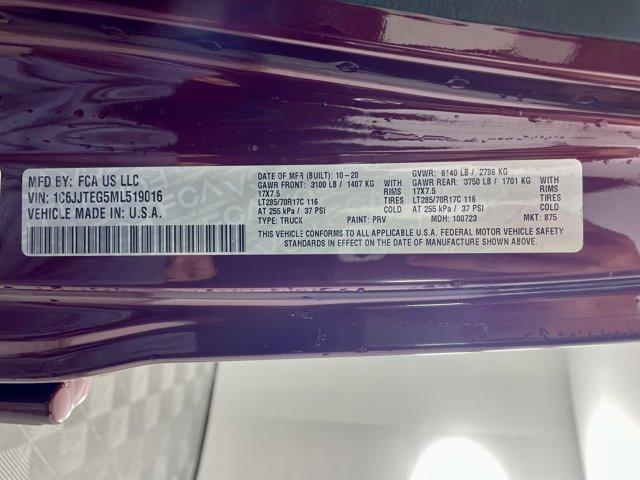 MFD BY: FCA US LLC
VIN: 1C6JJTEG5ML519016
VEHICLE MADE IN U.S.A.
DATE OF MFR (BUILT): 10-20
GAWR FRONT: 3100 LB / 1407 KG WITH
17X7.5 RIMS
LT285/70R17C 116 TIRES
AT 255 kPa / 37 PSI COLD
TYPE: TRUCK PAINT: PRV
GVWR: 6140 LB / 2786 KG
GAWR REAR: 3750 LB / 1701 KG WITH
17X7.5 RIMS
LT285/70R17C 116 TIRES
AT 255 kPa / 37 PSI COLD
MDH: 100723 MKT: 875
THIS VEHICLE CONFORMS TO ALL APPLICABLE U.S.A. FEDERAL MOTOR VEHICLE SAFETY
STANDARDS IN EFFECT ON THE DATE OF MANUFACTURE SHOWN ABOVE.